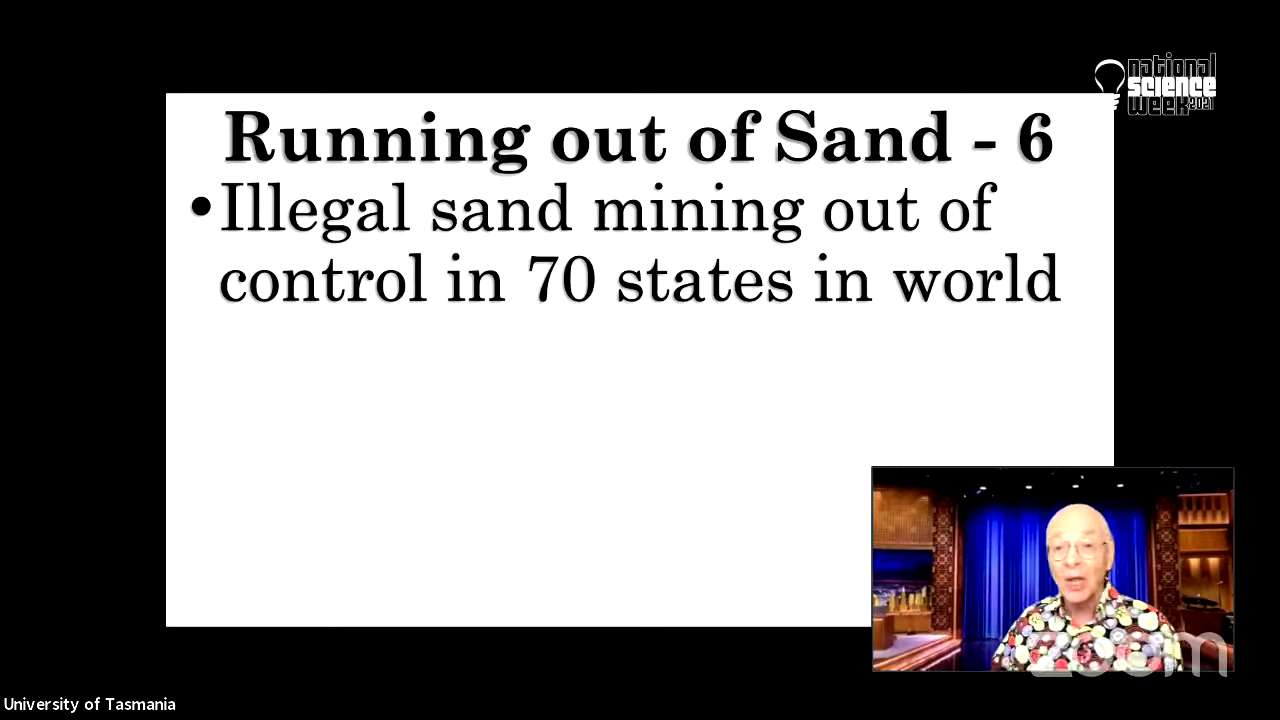 national
science
week 2021
Running out of Sand - 6
•Illegal sand mining out of
control in 70 states in world
zoom
University of Tasmania